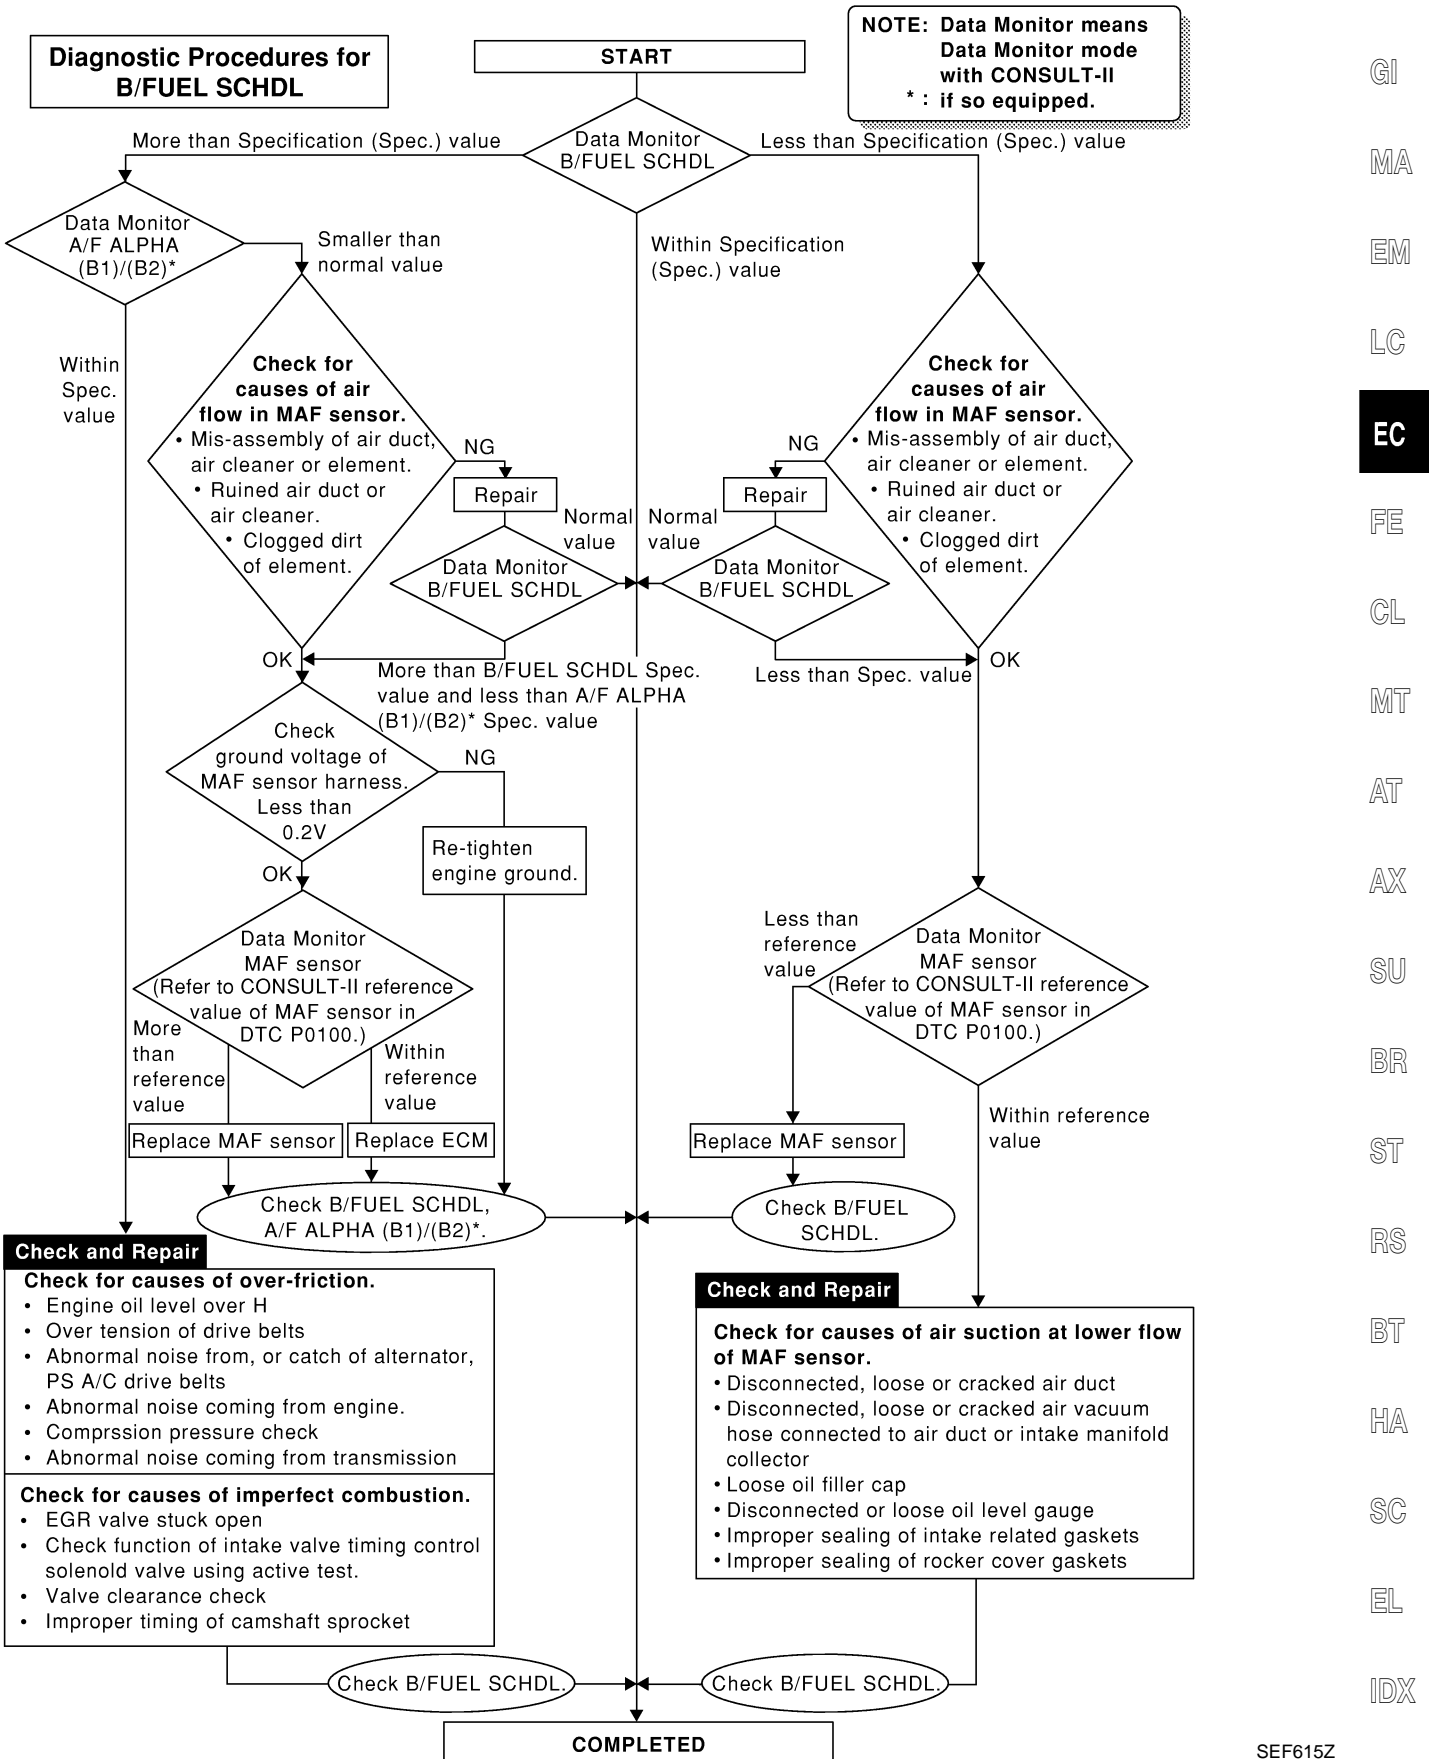 Diagnostic Procedures for
B/FUEL SCHDL
START
NOTE: Data Monitor means
Data Monitor mode
with CONSULT-II
* : if so equipped.
More than Specification (Spec.) value
Data Monitor
B/FUEL SCHDL
Less than Specification (Spec.) value
Data Monitor
A/F ALPHA
(B1)/(B2)*
Smaller than
normal value
Within Specification
(Spec.) value
Within
Spec.
value
Check for
causes of air
flow in MAF sensor.
• Mis-assembly of air duct,
air cleaner or element.
• Ruined air duct or
air cleaner.
• Clogged dirt
of element.
NG
Repair
Normal
value
Data Monitor
B/FUEL SCHDL
Check for
causes of air
flow in MAF sensor.
• Mis-assembly of air duct,
air cleaner or element.
• Ruined air duct or
air cleaner.
• Clogged dirt
of element.
NG
Repair
Normal
value
Data Monitor
B/FUEL SCHDL
OK
More than B/FUEL SCHDL Spec.
value and less than A/F ALPHA
(B1)/(B2)* Spec. value
Less than Spec. value
OK
Check
ground voltage of
MAF sensor harness.
Less than
0.2V
NG
Re-tighten
engine ground.
OK
Data Monitor
MAF sensor
(Refer to CONSULT-II reference
value of MAF sensor in
DTC P0100.)
More
than
reference
value
Within
reference
value
Replace MAF sensor
Replace ECM
Check B/FUEL SCHDL,
A/F ALPHA (B1)/(B2)*.
Less than
reference
value
Data Monitor
MAF sensor
(Refer to CONSULT-II reference
value of MAF sensor in
DTC P0100.)
Within reference
value
Replace MAF sensor
Check B/FUEL
SCHDL.
Check and Repair
Check for causes of over-friction.
• Engine oil level over H
• Over tension of drive belts
• Abnormal noise from, or catch of alternator,
PS A/C drive belts
• Abnormal noise coming from engine.
• Comprssion pressure check
• Abnormal noise coming from transmission
Check for causes of imperfect combustion.
• EGR valve stuck open
• Check function of intake valve timing control
solenold valve using active test.
• Valve clearance check
• Improper timing of camshaft sprocket
Check and Repair
Check for causes of air suction at lower flow
of MAF sensor.
• Disconnected, loose or cracked air duct
• Disconnected, loose or cracked air vacuum
hose connected to air duct or intake manifold
collector
• Loose oil filler cap
• Disconnected or loose oil level gauge
• Improper sealing of intake related gaskets
• Improper sealing of rocker cover gaskets
Check B/FUEL SCHDL.
Check B/FUEL SCHDL.
COMPLETED
SEF615Z
GI
MA
EM
LC
EC
FE
CL
MT
AT
AX
SU
BR
ST
RS
BT
HA
SC
EL
IDX